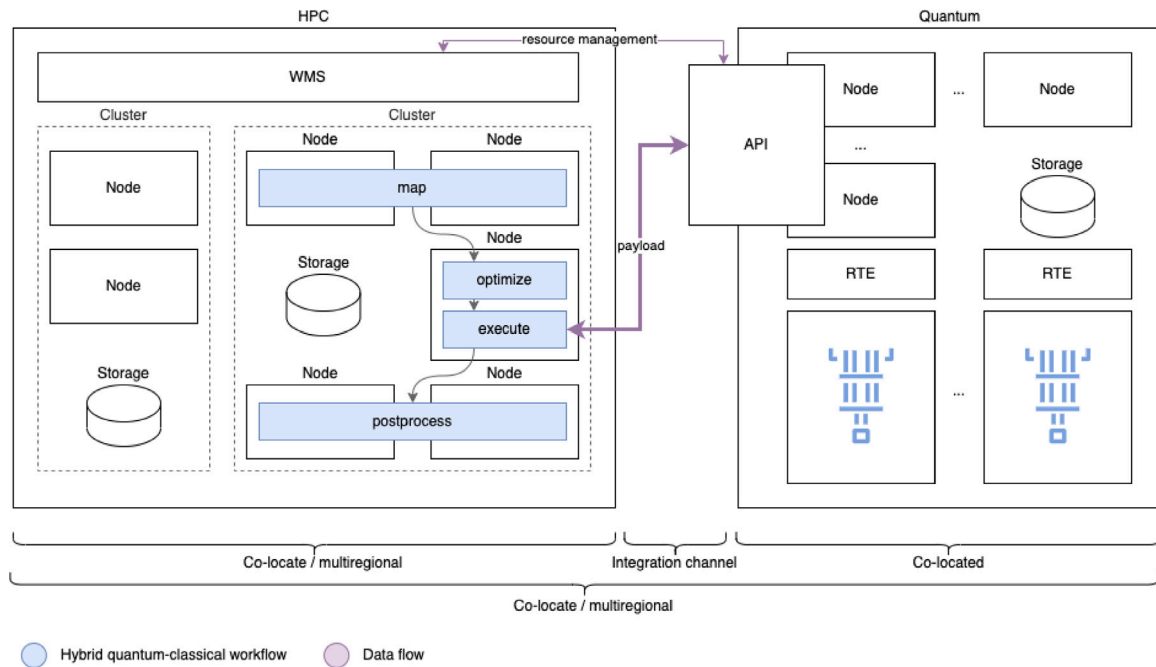 HPC
Quantum
resource management
WMS
Cluster
Cluster
Node
Node
Node
map
Node
Node
optimize
execute
Storage
Storage
Node
Node
postprocess
payload
API
Node
...
Node
...
Node
Storage
RTE
RTE
...
Co-locate / multiregional
Integration channel
Co-located
Co-locate / multiregional
Hybrid quantum-classical workflow
Data flow